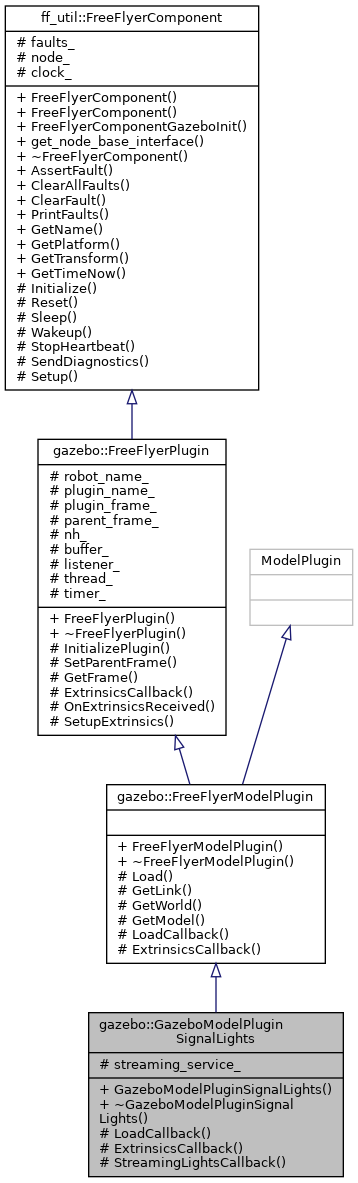 ff_util::FreeFlyerComponent
# faults_
# node_
# clock_
+ FreeFlyerComponent()
+ FreeFlyerComponent()
+ FreeFlyerComponentGazeboInit()
+ get_node_base_interface()
+ ~FreeFlyerComponent()
+ AssertFault()
+ ClearAllFaults()
+ ClearFault()
+ PrintFaults()
+ GetName()
+ GetPlatform()
+ GetTransform()
+ GetTimeNow()
# Initialize()
# Reset()
# Sleep()
# Wakeup()
# StopHeartbeat()
# SendDiagnostics()
# Setup()
gazebo::FreeFlyerPlugin
# robot_name_
# plugin_name_
# plugin_frame_
# parent_frame_
# nh_
# buffer_
# listener_
# thread_
# timer_
+ FreeFlyerPlugin()
+ ~FreeFlyerPlugin()
# InitializePlugin()
# SetParentFrame()
# GetFrame()
# ExtrinsicsCallback()
# OnExtrinsicsReceived()
# SetupExtrinsics()
ModelPlugin
gazebo::FreeFlyerModelPlugin
+ FreeFlyerModelPlugin()
+ ~FreeFlyerModelPlugin()
# Load()
# GetLink()
# GetWorld()
# GetModel()
# LoadCallback()
# ExtrinsicsCallback()
gazebo::GazeboModelPlugin
SignalLights
# streaming_service_
+ GazeboModelPluginSignalLights()
+ ~GazeboModelPluginSignal
Lights()
# LoadCallback()
# ExtrinsicsCallback()
# StreamingLightsCallback()